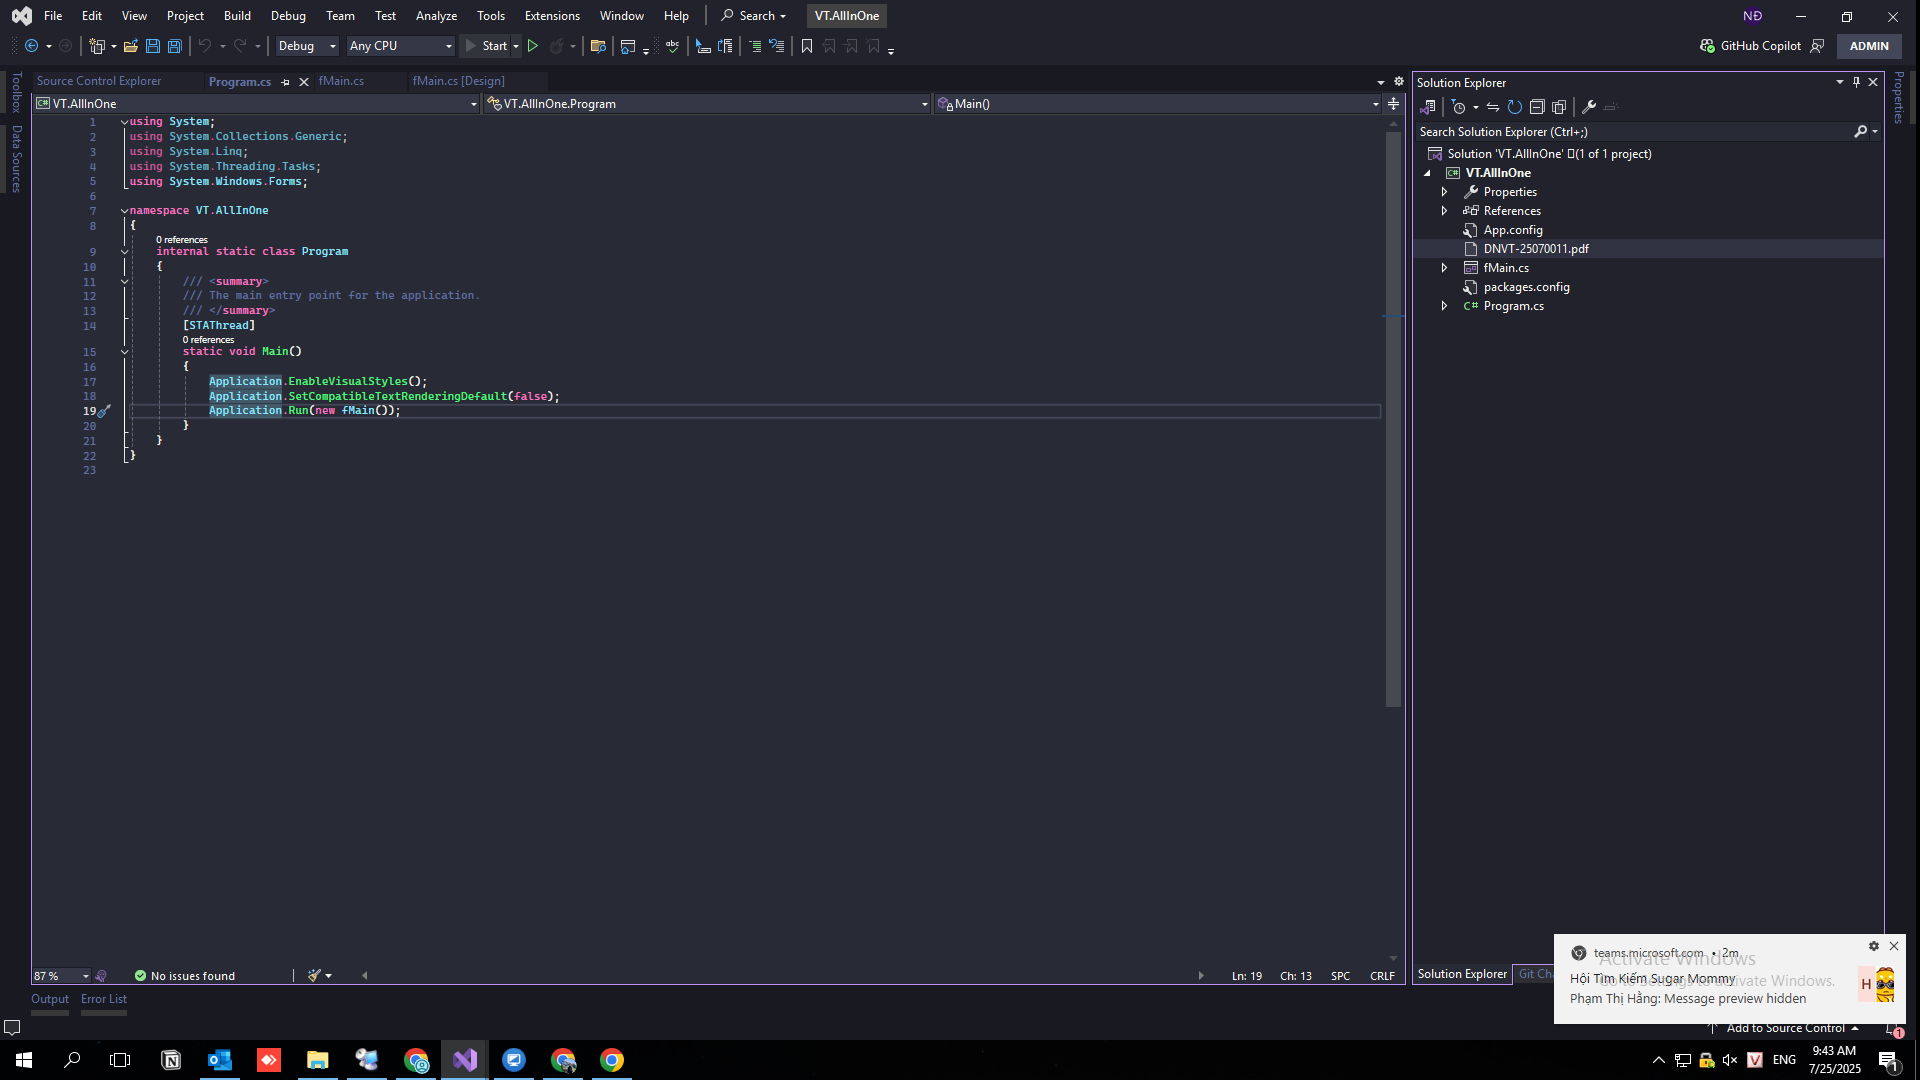 File Edit View Project Build Debug Team Test Analyze Tools Extensions Window Help Search VT.AllInOne NĐ
Debug Any CPU Start GitHub Copilot ADMIN
Toolbox
Data Sources
Source Control Explorer Program.cs fMain.cs fMain.cs [Design]
VT.AllInOne VT.AllInOne.Program Main()
1 using System;
2 using System.Collections.Generic;
3 using System.Linq;
4 using System.Threading.Tasks;
5 using System.Windows.Forms;
6
7 namespace VT.AllInOne
8 {
0 references
9 internal static class Program
10 {
11 /// <summary>
12 /// The main entry point for the application.
13 /// </summary>
14 [STAThread]
0 references
15 static void Main()
16 {
17 Application.EnableVisualStyles();
18 Application.SetCompatibleTextRenderingDefault(false);
19 Application.Run(new fMain());
20 }
21 }
22 }
23
87 % No issues found Ln: 19 Ch: 13 SPC CRLF
Output Error List
Solution Explorer
Search Solution Explorer (Ctrl+;)
Solution 'VT.AllInOne' (1 of 1 project)
C# VT.AllInOne
Properties
References
App.config
DNVT-25070011.pdf
fMain.cs
packages.config
C# Program.cs
Properties
Solution Explorer Git Ch
teams.microsoft.com • 2m
Activate Windows
Hội Tìm Kiếm Sugar Mommy
Go to Settings to activate Windows.
H
Phạm Thị Hằng: Message preview hidden
Add to Source Control 1
ENG 9:43 AM
7/25/2025 1